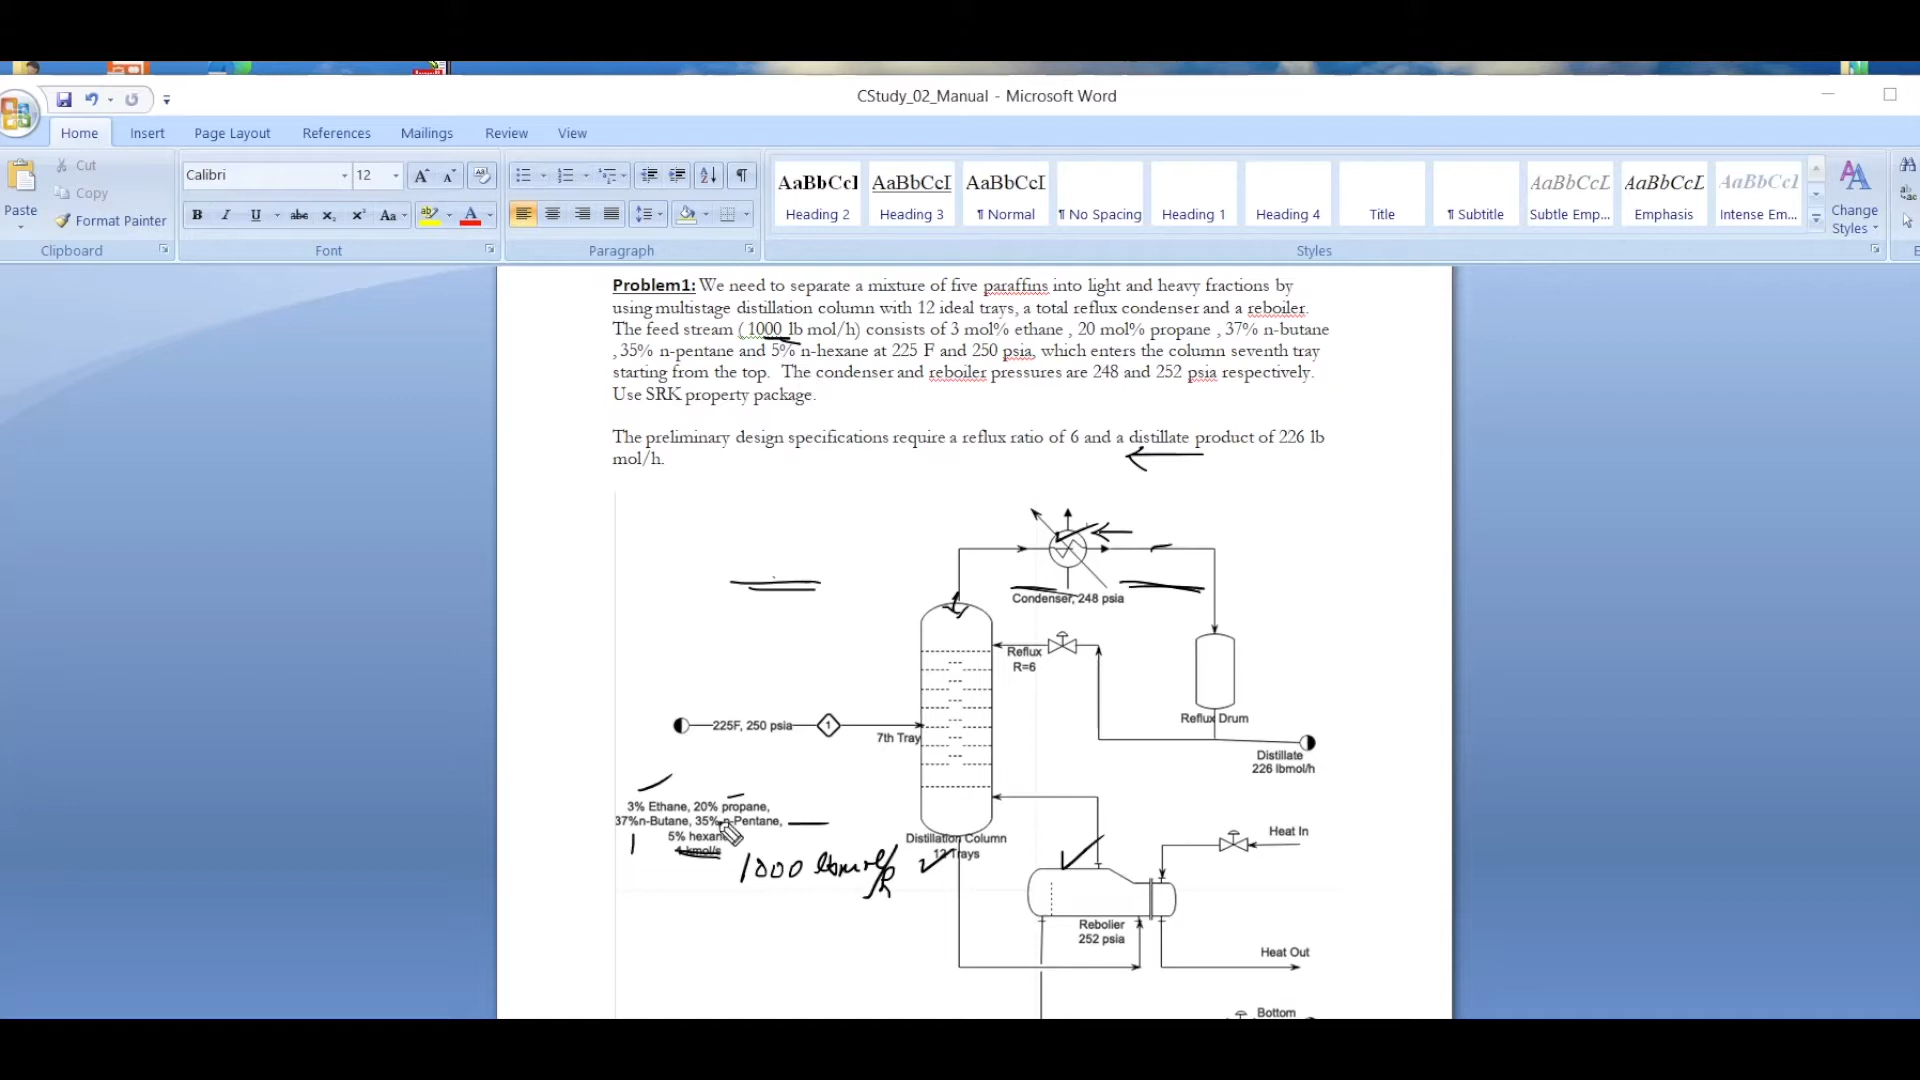 CStudy_02_Manual - Microsoft Word
Home Insert Page Layout References Mailings Review View
Paste
Cut
Copy
Format Painter
Clipboard
Calibri 12
Font
Paragraph
AaBbCcI AaBbCcI AaBbCcI AaBbCcL AaBbCcL AaBbCcI
Heading 2 Heading 3 ¶ Normal ¶ No Spacing Heading 1 Heading 4 Title ¶ Subtitle Subtle Emp... Emphasis Intense Em...
Change
Styles
Styles
Problem1: We need to separate a mixture of five paraffins into light and heavy fractions by
using multistage distillation column with 12 ideal trays, a total reflux condenser and a reboiler.
The feed stream ( 1000 lb mol/h) consists of 3 mol% ethane , 20 mol% propane , 37% n-butane
, 35% n-pentane and 5% n-hexane at 225 F and 250 psia, which enters the column seventh tray
starting from the top. The condenser and reboiler pressures are 248 and 252 psia respectively.
Use SRK property package.
The preliminary design specifications require a reflux ratio of 6 and a distillate product of 226 lb
mol/h.
Condenser, 248 psia
Reflux
R=6
Reflux Drum
225F, 250 psia 1
7th Tray
Distillate
226 lbmol/h
3% Ethane, 20% propane,
37%n-Butane, 35% n-Pentane,
5% hexane
1 kmol/s
1000 lbmol/h
Distillation Column
12 Trays
Heat In
Rebolier
252 psia
Heat Out
Bottom